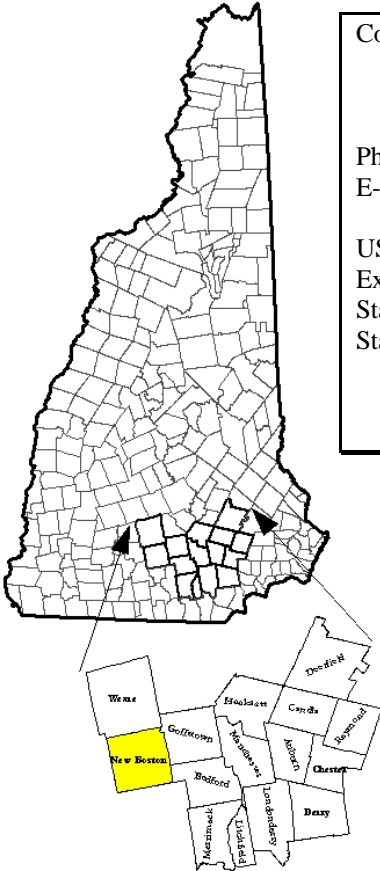 Co
Ph
E-
US
Ex
Sta
Sta
Deerfield
Weare
Hooksett
Candia
Raymond
Goffstown
Manchester
Auburn
New Boston
Chester
Bedford
Londonderry
Derry
Merrimack
Litchfield